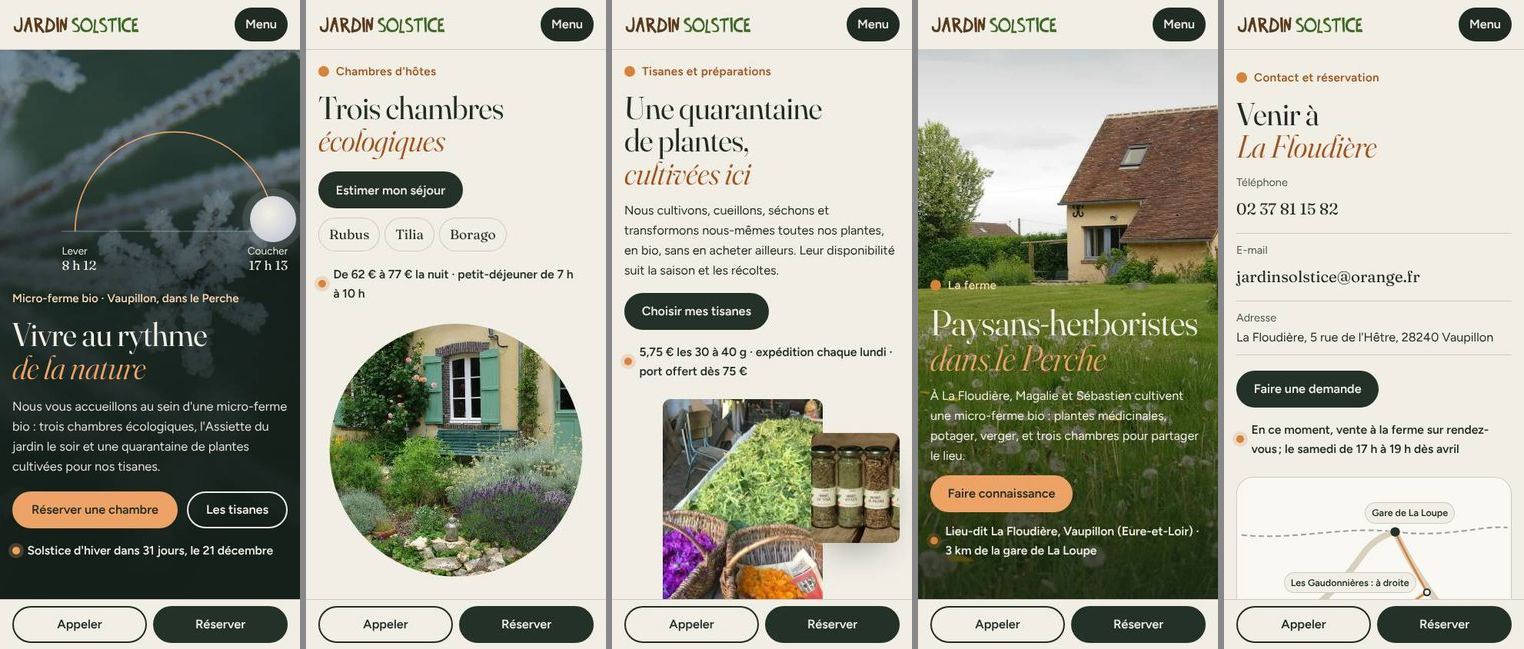 JARDIN SOLSTICE
Menu
Lever
8 h 12
Coucher
17 h 13
Micro-ferme bio · Vaupillon, dans le Perche
Vivre au rythme
de la nature
Nous vous accueillons au sein d'une micro-ferme
bio : trois chambres écologiques, l'Assiette du
jardin le soir et une quarantaine de plantes
cultivées pour nos tisanes.
Réserver une chambre
Les tisanes
Solstice d'hiver dans 31 jours, le 21 décembre
Appeler
Réserver
JARDIN SOLSTICE
Menu
Chambres d'hôtes
Trois chambres
écologiques
Estimer mon séjour
Rubus
Tilia
Borago
De 62 € à 77 € la nuit · petit-déjeuner de 7 h
à 10 h
Appeler
Réserver
JARDIN SOLSTICE
Menu
Tisanes et préparations
Une quarantaine
de plantes,
cultivées ici
Nous cultivons, cueillons, séchons et
transformons nous-mêmes toutes nos plantes,
en bio, sans en acheter ailleurs. Leur disponibilité
suit la saison et les récoltes.
Choisir mes tisanes
5,75 € les 30 à 40 g · expédition chaque lundi ·
port offert dès 75 €
Appeler
Réserver
JARDIN SOLSTICE
Menu
La ferme
Paysans-herboristes
dans le Perche
À La Floudière, Magalie et Sébastien cultivent
une micro-ferme bio : plantes médicinales,
potager, verger, et trois chambres pour partager
le lieu.
Faire connaissance
Lieu-dit La Floudière, Vaupillon (Eure-et-Loir) ·
3 km de la gare de La Loupe
Appeler
Réserver
JARDIN SOLSTICE
Menu
Contact et réservation
Venir à
La Floudière
Téléphone
02 37 81 15 82
E-mail
jardinsolstice@orange.fr
Adresse
La Floudière, 5 rue de l'Hêtre, 28240 Vaupillon
Faire une demande
En ce moment, vente à la ferme sur rendez-
vous ; le samedi de 17 h à 19 h dès avril
Gare de La Loupe
Les Gaudonnières : à droite
Appeler
Réserver